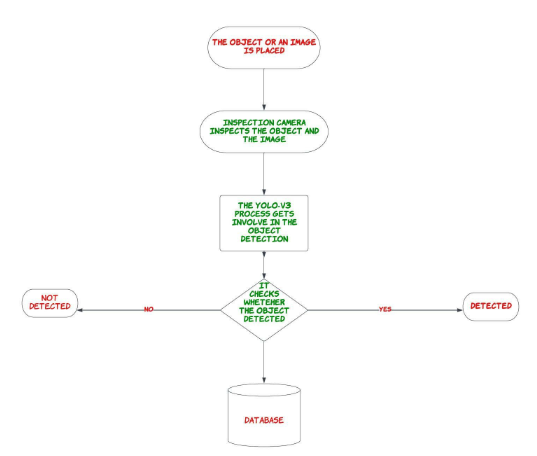 THE OBJECT OR AN IMAGE
IS PLACED
INSPECTION CAMERA
INSPECTS THE OBJECT AND
THE IMAGE
THE YOLO-V3
PROCESS GETS
INVOLVE IN THE
OBJECT
DETECTION
IT
CHECKS
WHETEHER
THE OBJECT
DETECTED
NOT
DETECTED
NO
YES
DETECTED
DATABASE